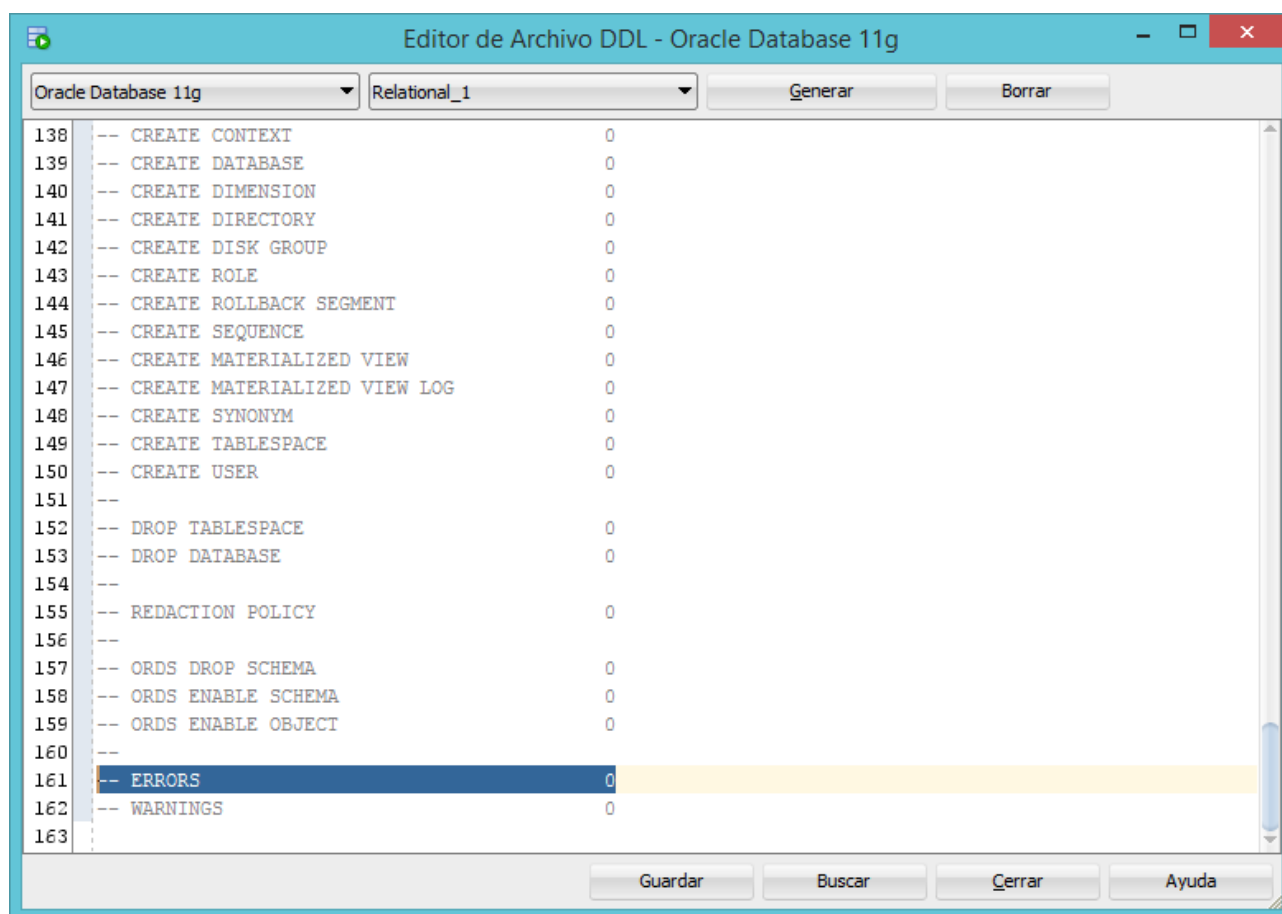 Editor de Archivo DDL - Oracle Database 11g
Oracle Database 11g Relational_1 Generar Borrar
138 -- CREATE CONTEXT 0
139 -- CREATE DATABASE 0
140 -- CREATE DIMENSION 0
141 -- CREATE DIRECTORY 0
142 -- CREATE DISK GROUP 0
143 -- CREATE ROLE 0
144 -- CREATE ROLLBACK SEGMENT 0
145 -- CREATE SEQUENCE 0
146 -- CREATE MATERIALIZED VIEW 0
147 -- CREATE MATERIALIZED VIEW LOG 0
148 -- CREATE SYNONYM 0
149 -- CREATE TABLESPACE 0
150 -- CREATE USER 0
151 --
152 -- DROP TABLESPACE 0
153 -- DROP DATABASE 0
154 --
155 -- REDACTION POLICY 0
156 --
157 -- ORDS DROP SCHEMA 0
158 -- ORDS ENABLE SCHEMA 0
159 -- ORDS ENABLE OBJECT 0
160 --
161 -- ERRORS 0
162 -- WARNINGS 0
163
Guardar Buscar Cerrar Ayuda